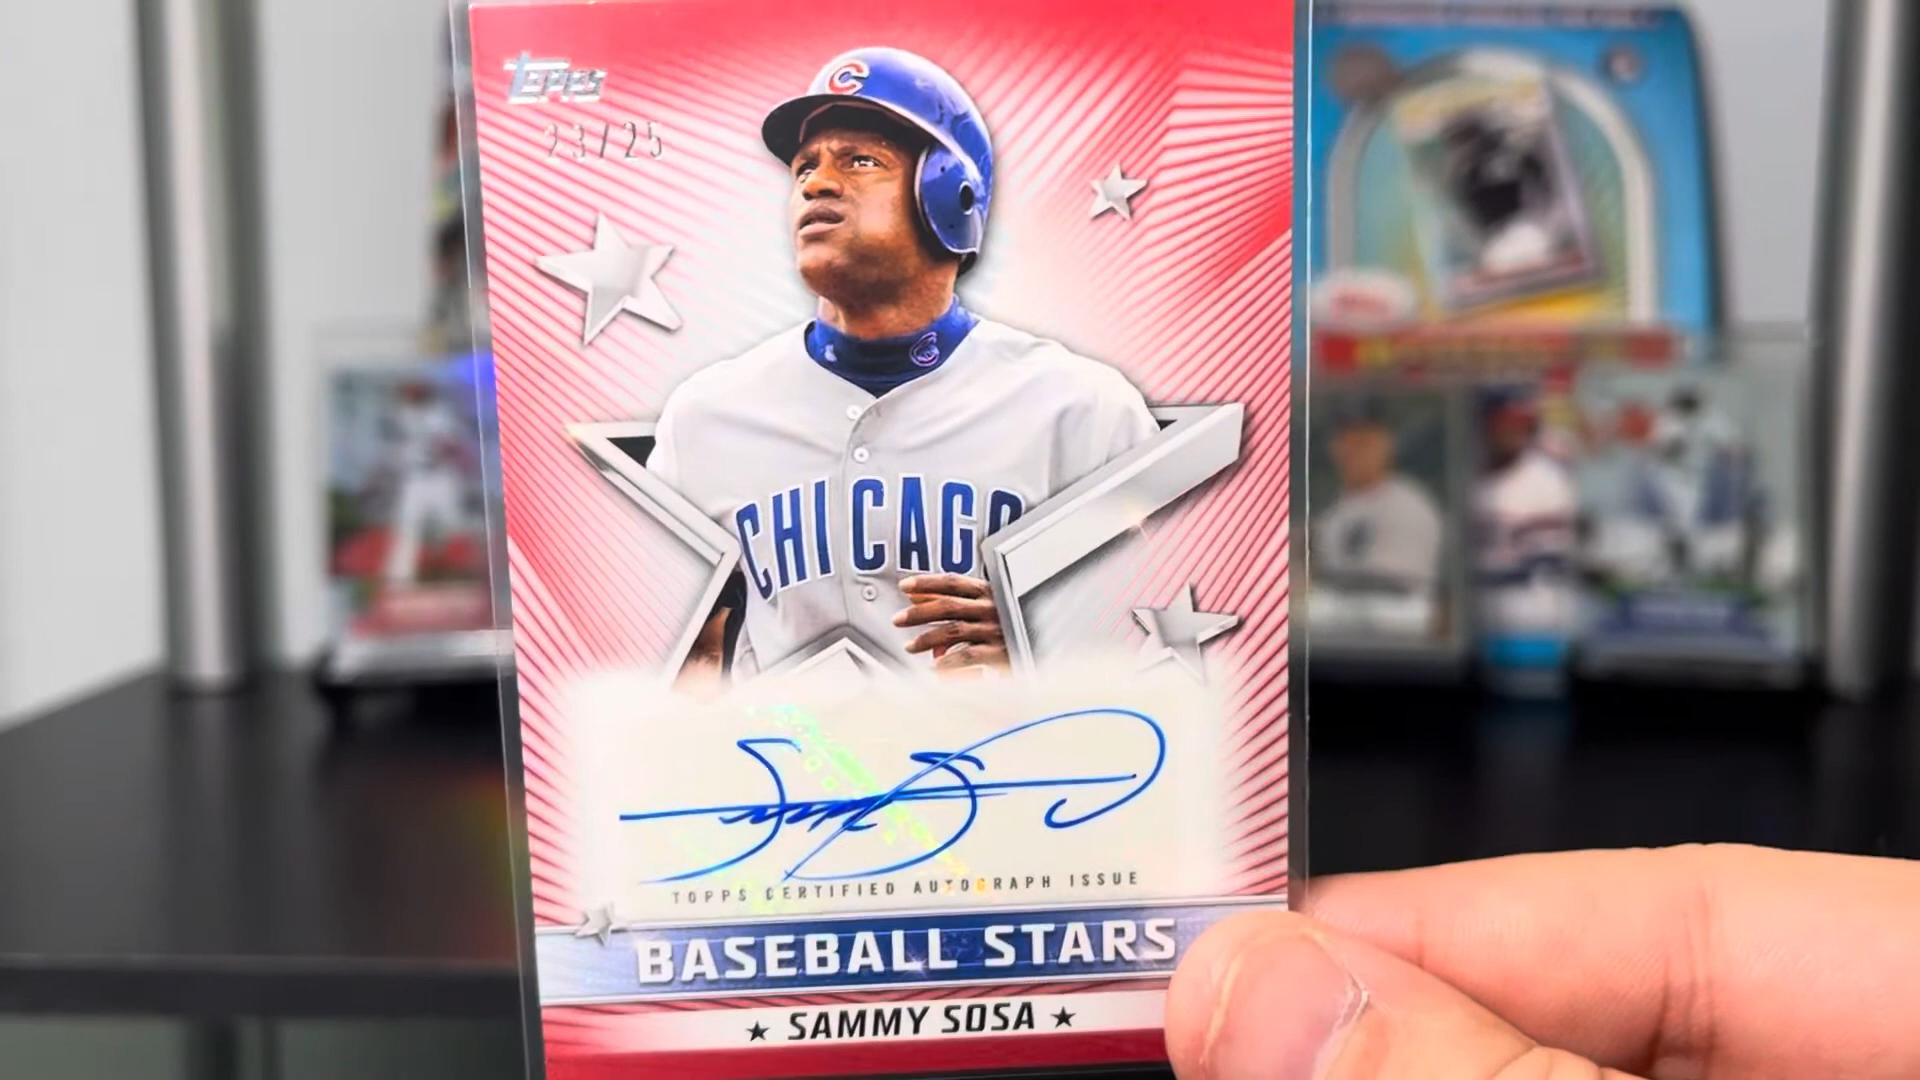 Topps
23/25
C
CHICAGO
TOPPS CERTIFIED AUTOGRAPH ISSUE
BASEBALL STARS
★ SAMMY SOSA ★